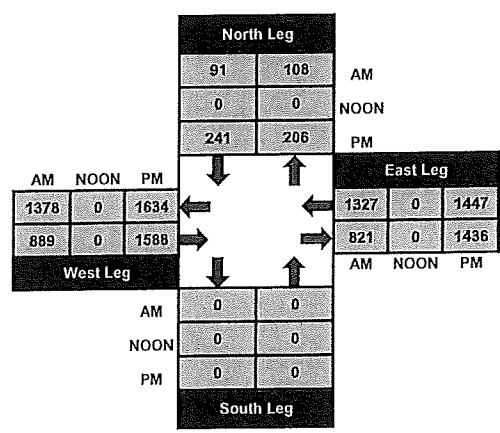 North Leg
91 108 AM
0 0 NOON
241 206 PM
East Leg
AM NOON PM
1378 0 1634
1327 0 1447
889 0 1588
821 0 1436
West Leg
AM NOON PM
AM 0 0
NOON 0 0
PM 0 0
South Leg